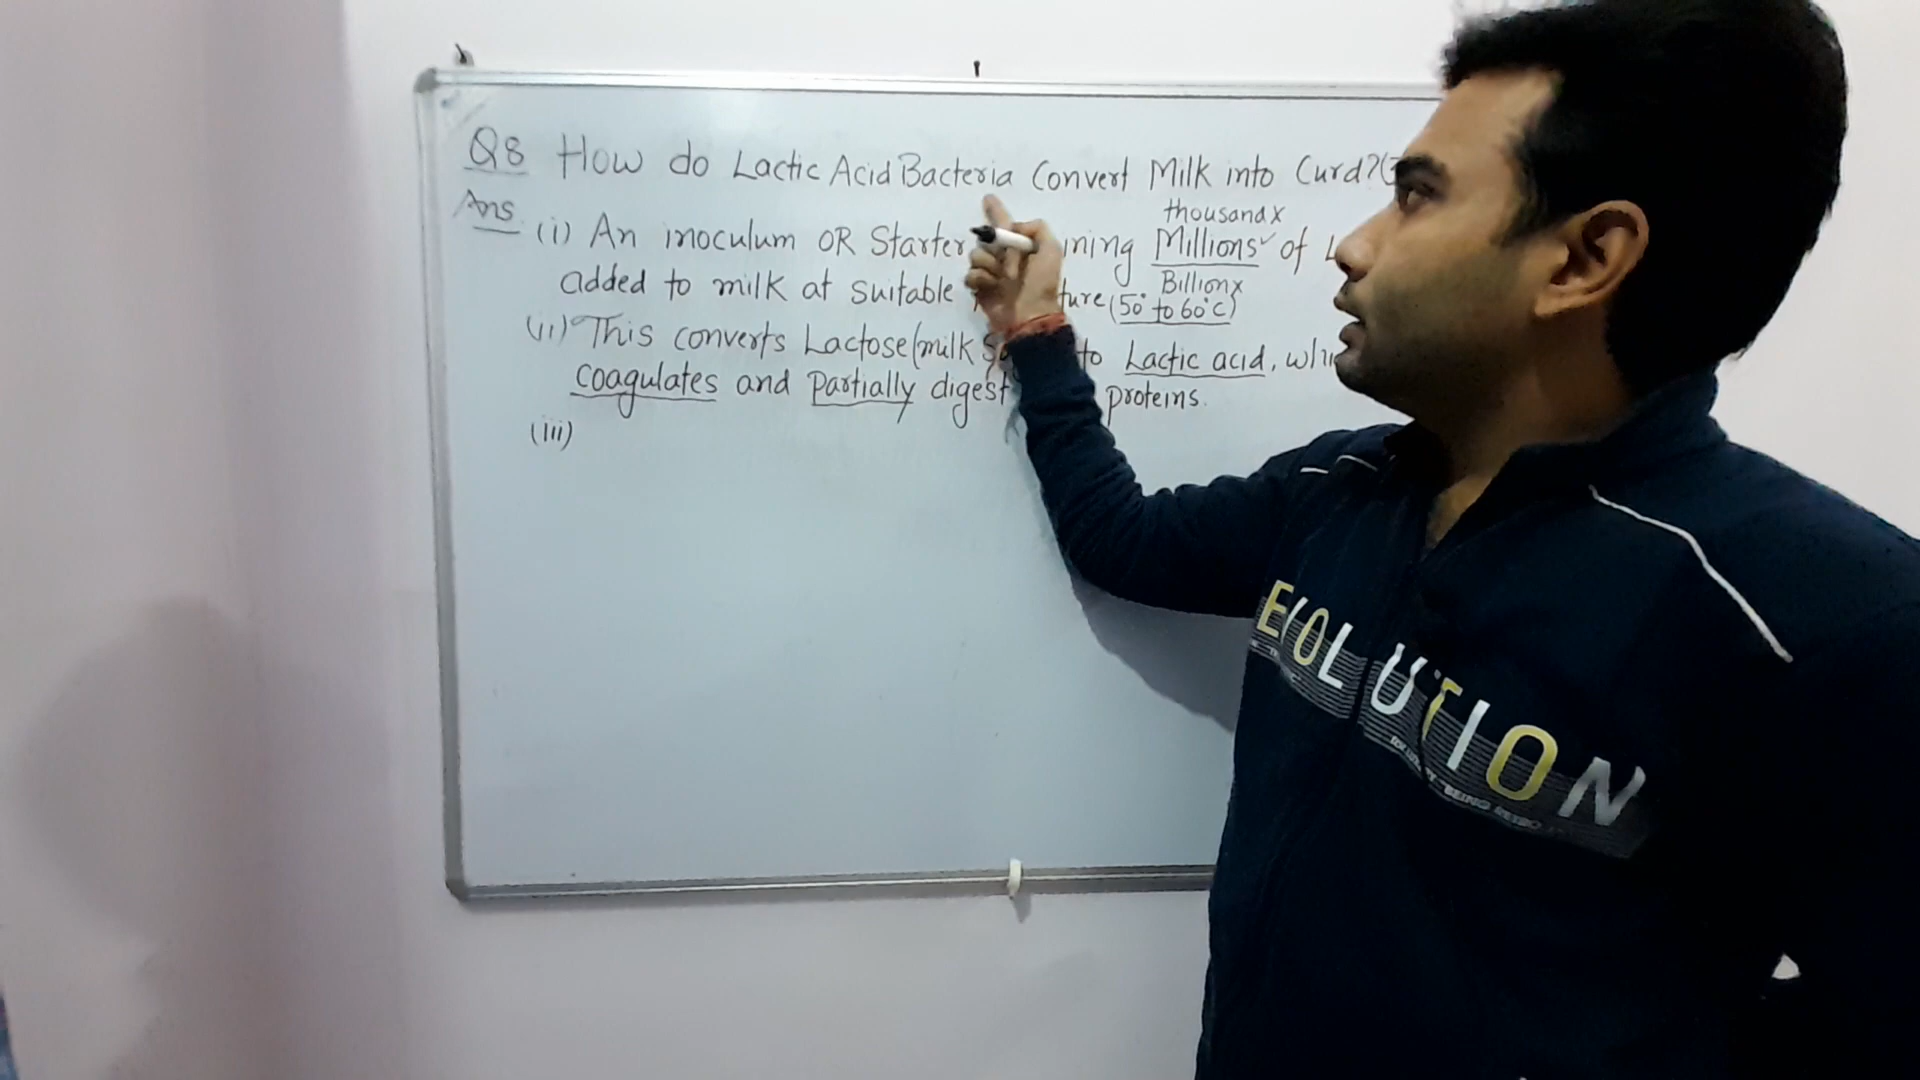 Q8 How do Lactic Acid Bacteria Convert Milk into Curd?
Ans
thousand x
(i) An inoculum OR Starter Millions✓ of
Billion x
added to milk at suitable (50° to 60°C)
(ii) This converts Lactose (milk to Lactic acid,
coagulates and partially digest proteins.
(iii)
EVOLUTION